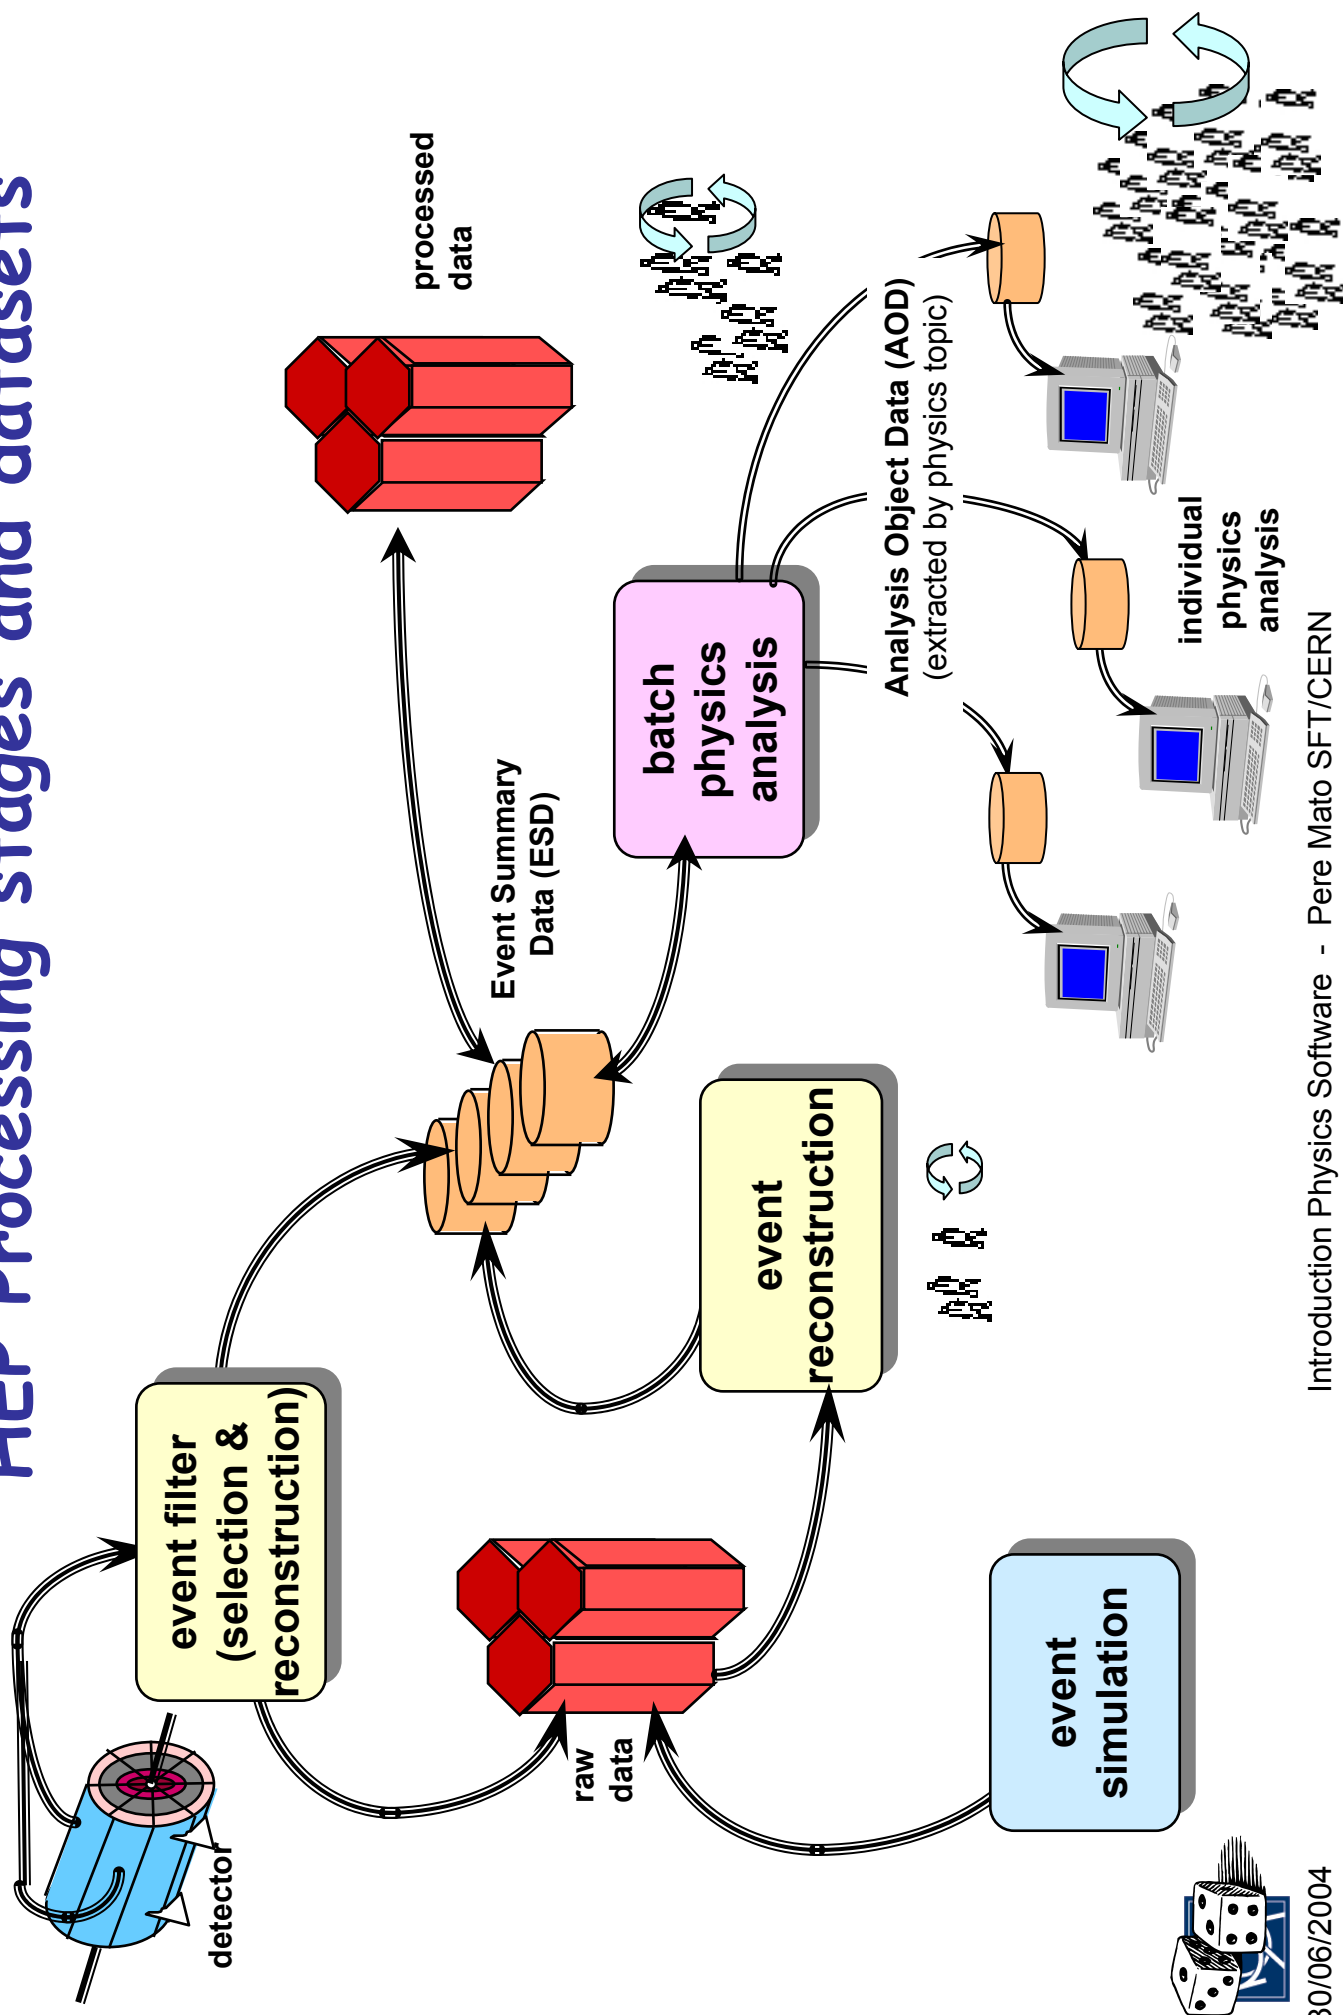 HEP Processing stages and datasets
detector
event filter
(selection &
reconstruction)
processed
data
Event Summary
Data (ESD)
raw
data
batch
physics
analysis
event
reconstruction
Analysis Object Data (AOD)
(extracted by physics topic)
event
simulation
individual
physics
analysis
30/06/2004
Introduction Physics Software - Pere Mato SFT/CERN